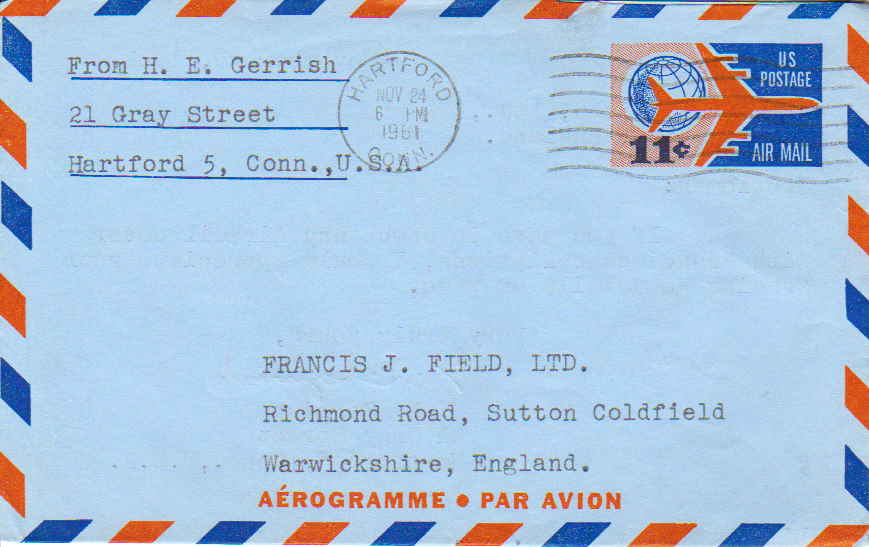 From H. E. Gerrish
21 Gray Street
Hartford 5, Conn.,U.S.A.
HARTFORD
NOV 24
6 PM
1961
CONN.
US
POSTAGE
11¢
AIR MAIL
FRANCIS J. FIELD, LTD.
Richmond Road, Sutton Coldfield
Warwickshire, England.
AÉROGRAMME • PAR AVION